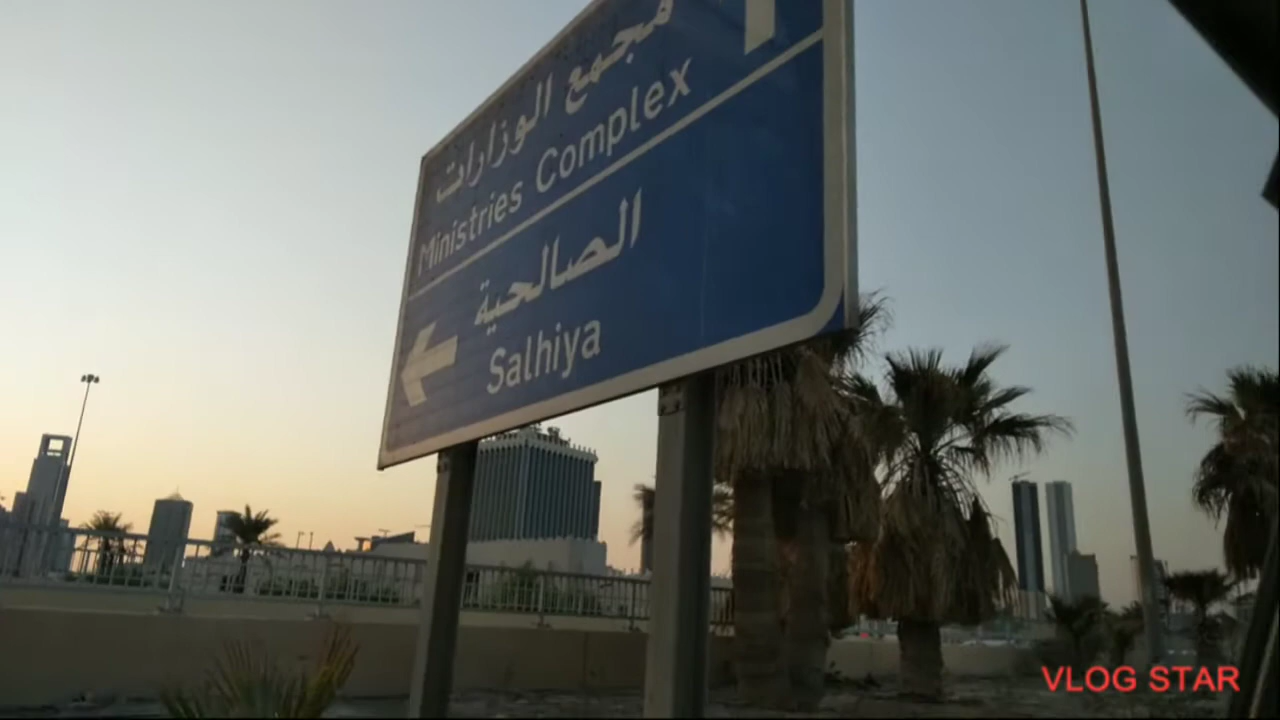 مجمع الوزارات
Ministries Complex
الصالحية
Salhiya
VLOG STAR